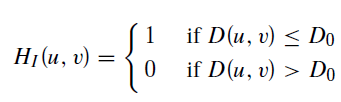 H_I(u, v) = { 1 if D(u, v) ≤ D_0
0 if D(u, v) > D_0